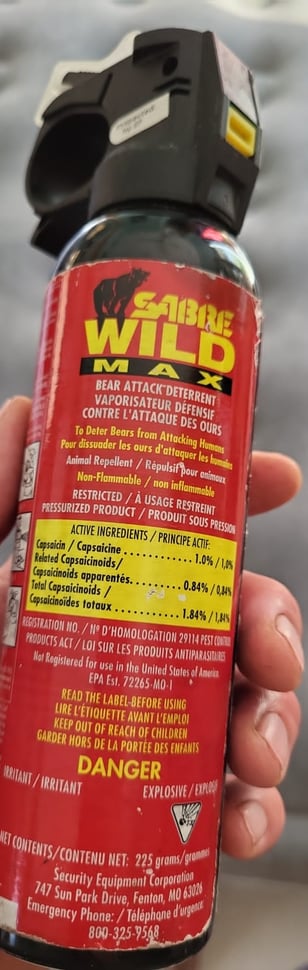 SABRE
WILD
MAX
BEAR ATTACK DETERRENT
VAPORISATEUR DÉFENSIF
CONTRE L'ATTAQUE DES OURS
To Deter Bears from Attacking Humans
Pour dissuader les ours d'attaquer les humains
Animal Repellent / Répulsif pour animaux
Non-Flammable / non inflammable
RESTRICTED / À USAGE RESTREINT
PRESSURIZED PRODUCT / PRODUIT SOUS PRESSION
ACTIVE INGREDIENTS / PRINCIPE ACTIF:
Capsaicin / Capsaicine ............ 1.0% / 1,0%
Related Capsaicinoids/
Capsaicinoids apparentés............ 0.84% / 0,84%
Total Capsaicinoids /
Capsaicinoïdes totaux ............ 1.84% / 1,84%
REGISTRATION NO. / Nº D'HOMOLOGATION 29114 PEST CONTROL
PRODUCTS ACT / LOI SUR LES PRODUITS ANTIPARASITAIRES
Not Registered for use in the United States of America.
EPA Est. 72265-MO-1
READ THE LABEL BEFORE USING
LIRE L'ÉTIQUETTE AVANT L'EMPLOI
KEEP OUT OF REACH OF CHILDREN
GARDER HORS DE LA PORTÉE DES ENFANTS
DANGER
IRRITANT / IRRITANT EXPLOSIVE /
NET CONTENTS/CONTENU NET: 225 grams/grammes
Security Equipment Corporation
747 Sun Park Drive, Fenton, MO 63026
Emergency Phone: / Téléphone d'urgence:
800-325-9568